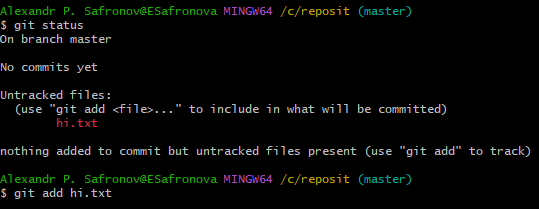 Alexandr P. Safronov@ESafronova MINGW64 /c/reposit (master)
$ git status
On branch master
No commits yet
Untracked files:
(use "git add <file>..." to include in what will be committed)
hi.txt
nothing added to commit but untracked files present (use "git add" to track)
Alexandr P. Safronov@ESafronova MINGW64 /c/reposit (master)
$ git add hi.txt